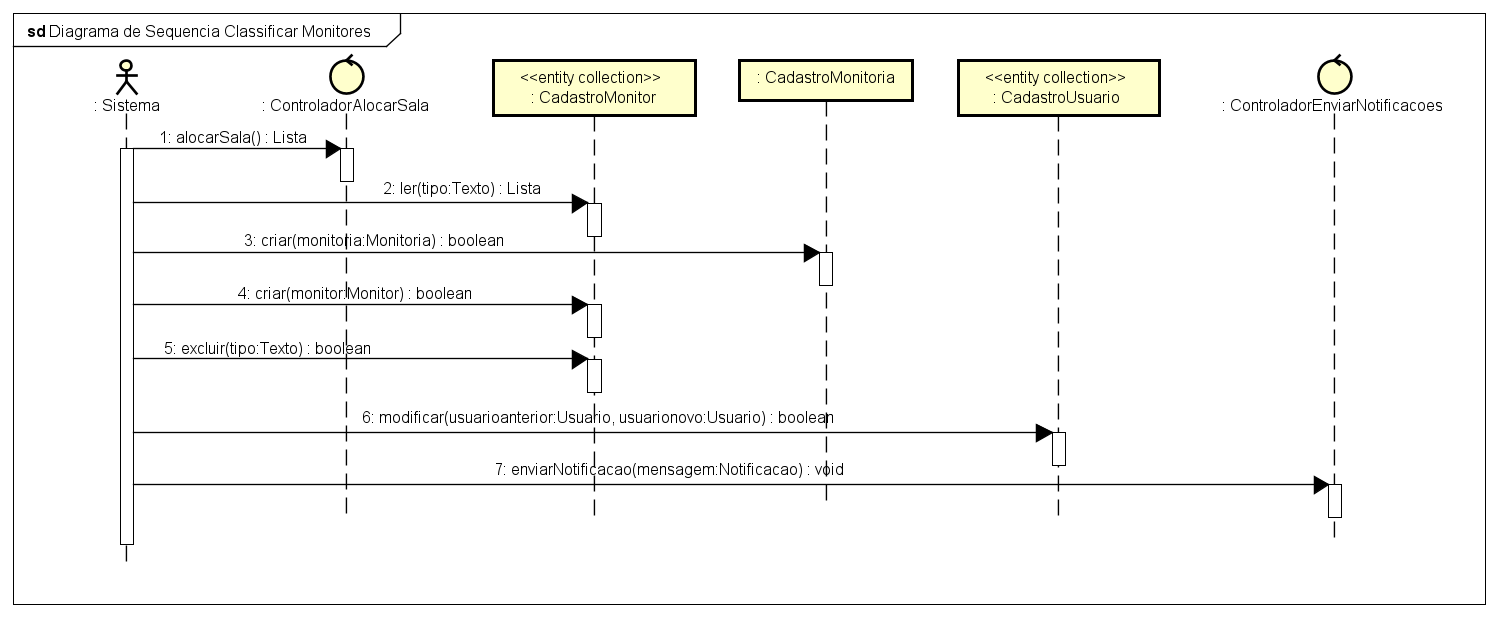 sd Diagrama de Sequencia Classificar Monitores
: Sistema
: ControladorAlocarSala
<<entity collection>>
: CadastroMonitor
: CadastroMonitoria
<<entity collection>>
: CadastroUsuario
: ControladorEnviarNotificacoes
1: alocarSala() : Lista
2: ler(tipo:Texto) : Lista
3: criar(monitoria:Monitoria) : boolean
4: criar(monitor:Monitor) : boolean
5: excluir(tipo:Texto) : boolean
6: modificar(usuarioanterior:Usuario, usuarionovo:Usuario) : boolean
7: enviarNotificacao(mensagem:Notificacao) : void